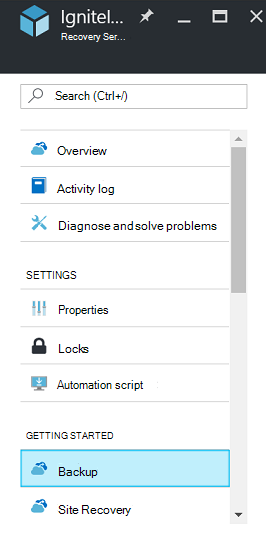 Ignitel...
Recovery Ser...
Search (Ctrl+/)
Overview
Activity log
Diagnose and solve problems
SETTINGS
Properties
Locks
Automation script
GETTING STARTED
Backup
Site Recovery